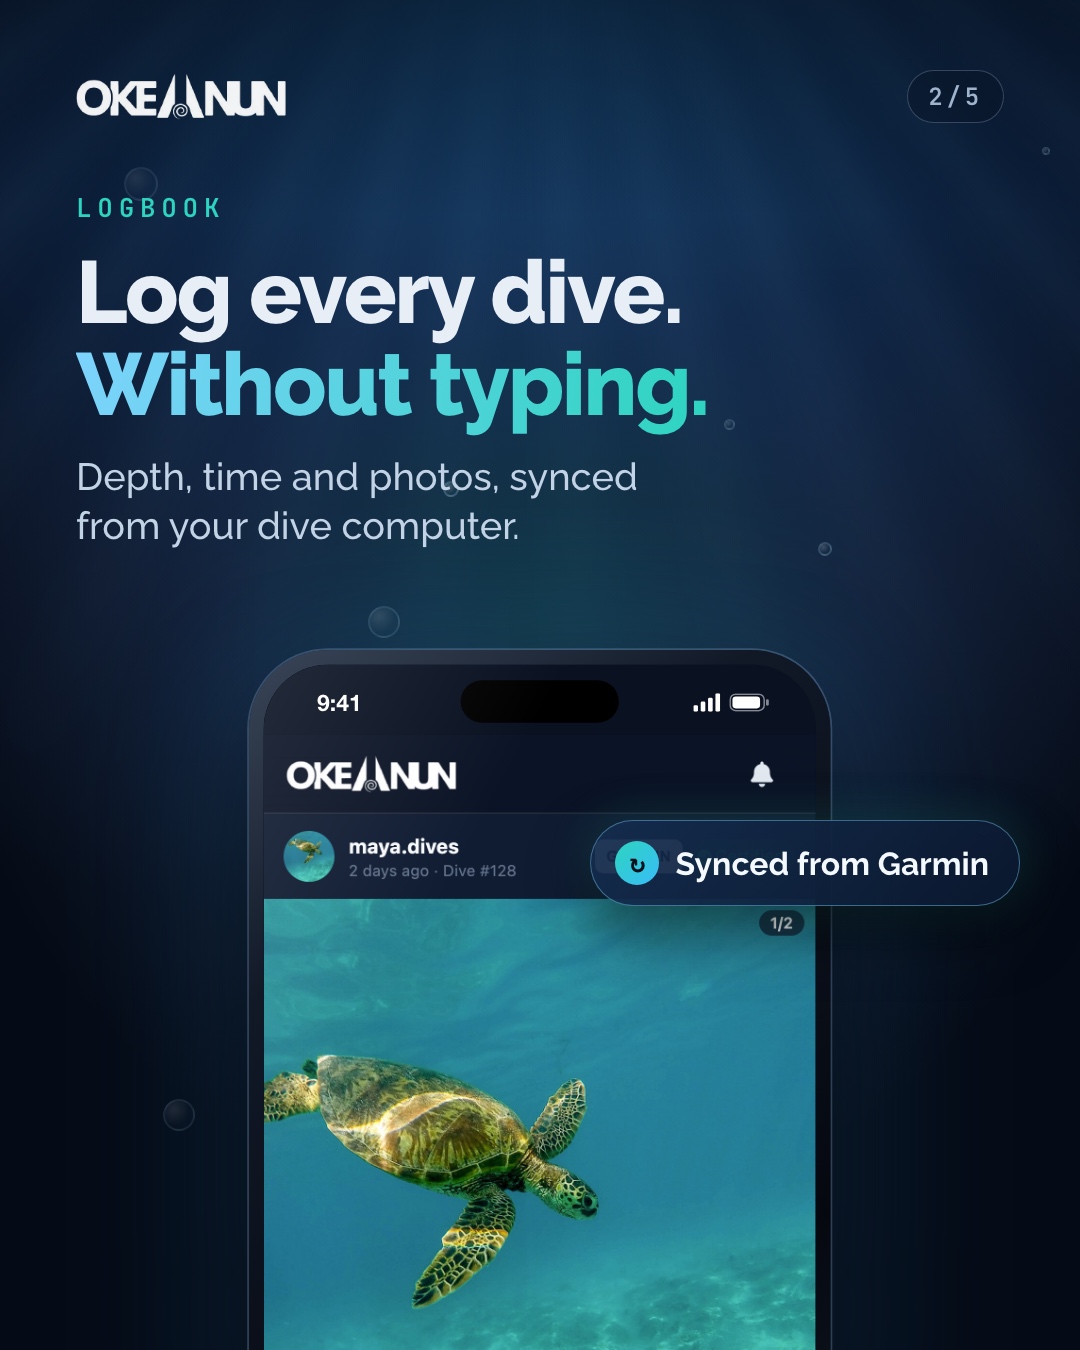 OKEANUN
2/5
LOGBOOK
Log every dive.
Without typing.
Depth, time and photos, synced
from your dive computer.
9:41
OKEANUN
maya.dives
2 days ago · Dive #128
Synced from Garmin
1/2